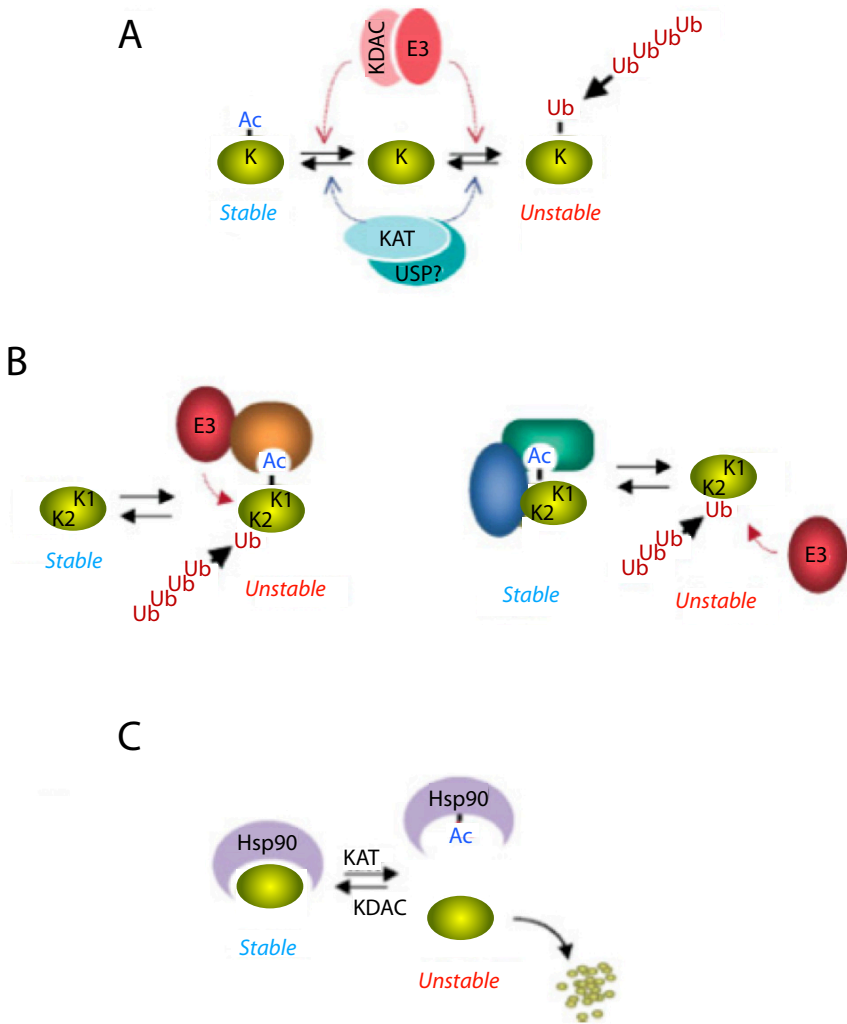 A
KDAC
E3
Ub
Ub
Ub
Ub
Ub
Ac
K
K
K
Stable
Unstable
KAT
USP?
B
E3
Ac
K1
K2
K1
K2
Ub
Ub
Ub
Ub
Ub
Stable
Unstable
Ac
K1
K2
K1
K2
Ub
Ub
Ub
Ub
E3
Stable
Unstable
C
Hsp90
Ac
Hsp90
KAT
KDAC
Stable
Unstable